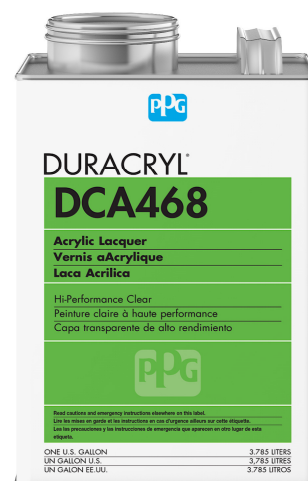 PPG
DURACRYL®
DCA468
Acrylic Lacquer
Vernis aAcrylique
Laca Acrilica
Hi-Performance Clear
Peinture claire à haute performance
Capa transparente de alto rendimiento
PPG
Read cautions and emergency instructions elsewhere on this label.
Lire les mises en garde et les instructions en cas d'urgence ailleurs sur cette étiquette.
Lea las precauciones y las instrucciones de emergencia que aparecen en otro lugar de esta
etiqueta.
ONE U.S. GALLON 3.785 LITERS
UN GALLON U.S. 3,785 LITRES
UN GALON EE.UU. 3.785 LITROS